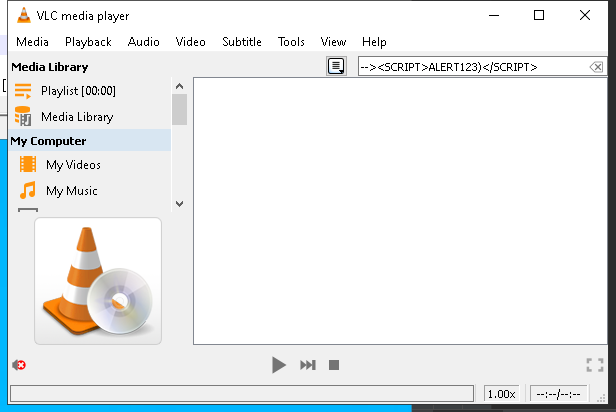 VLC media player
Media Playback Audio Video Subtitle Tools View Help
Media Library
--><SCRIPT>ALERT123)</SCRIPT>
Playlist [00:00]
Media Library
My Computer
My Videos
My Music
1.00x --:--/--:--